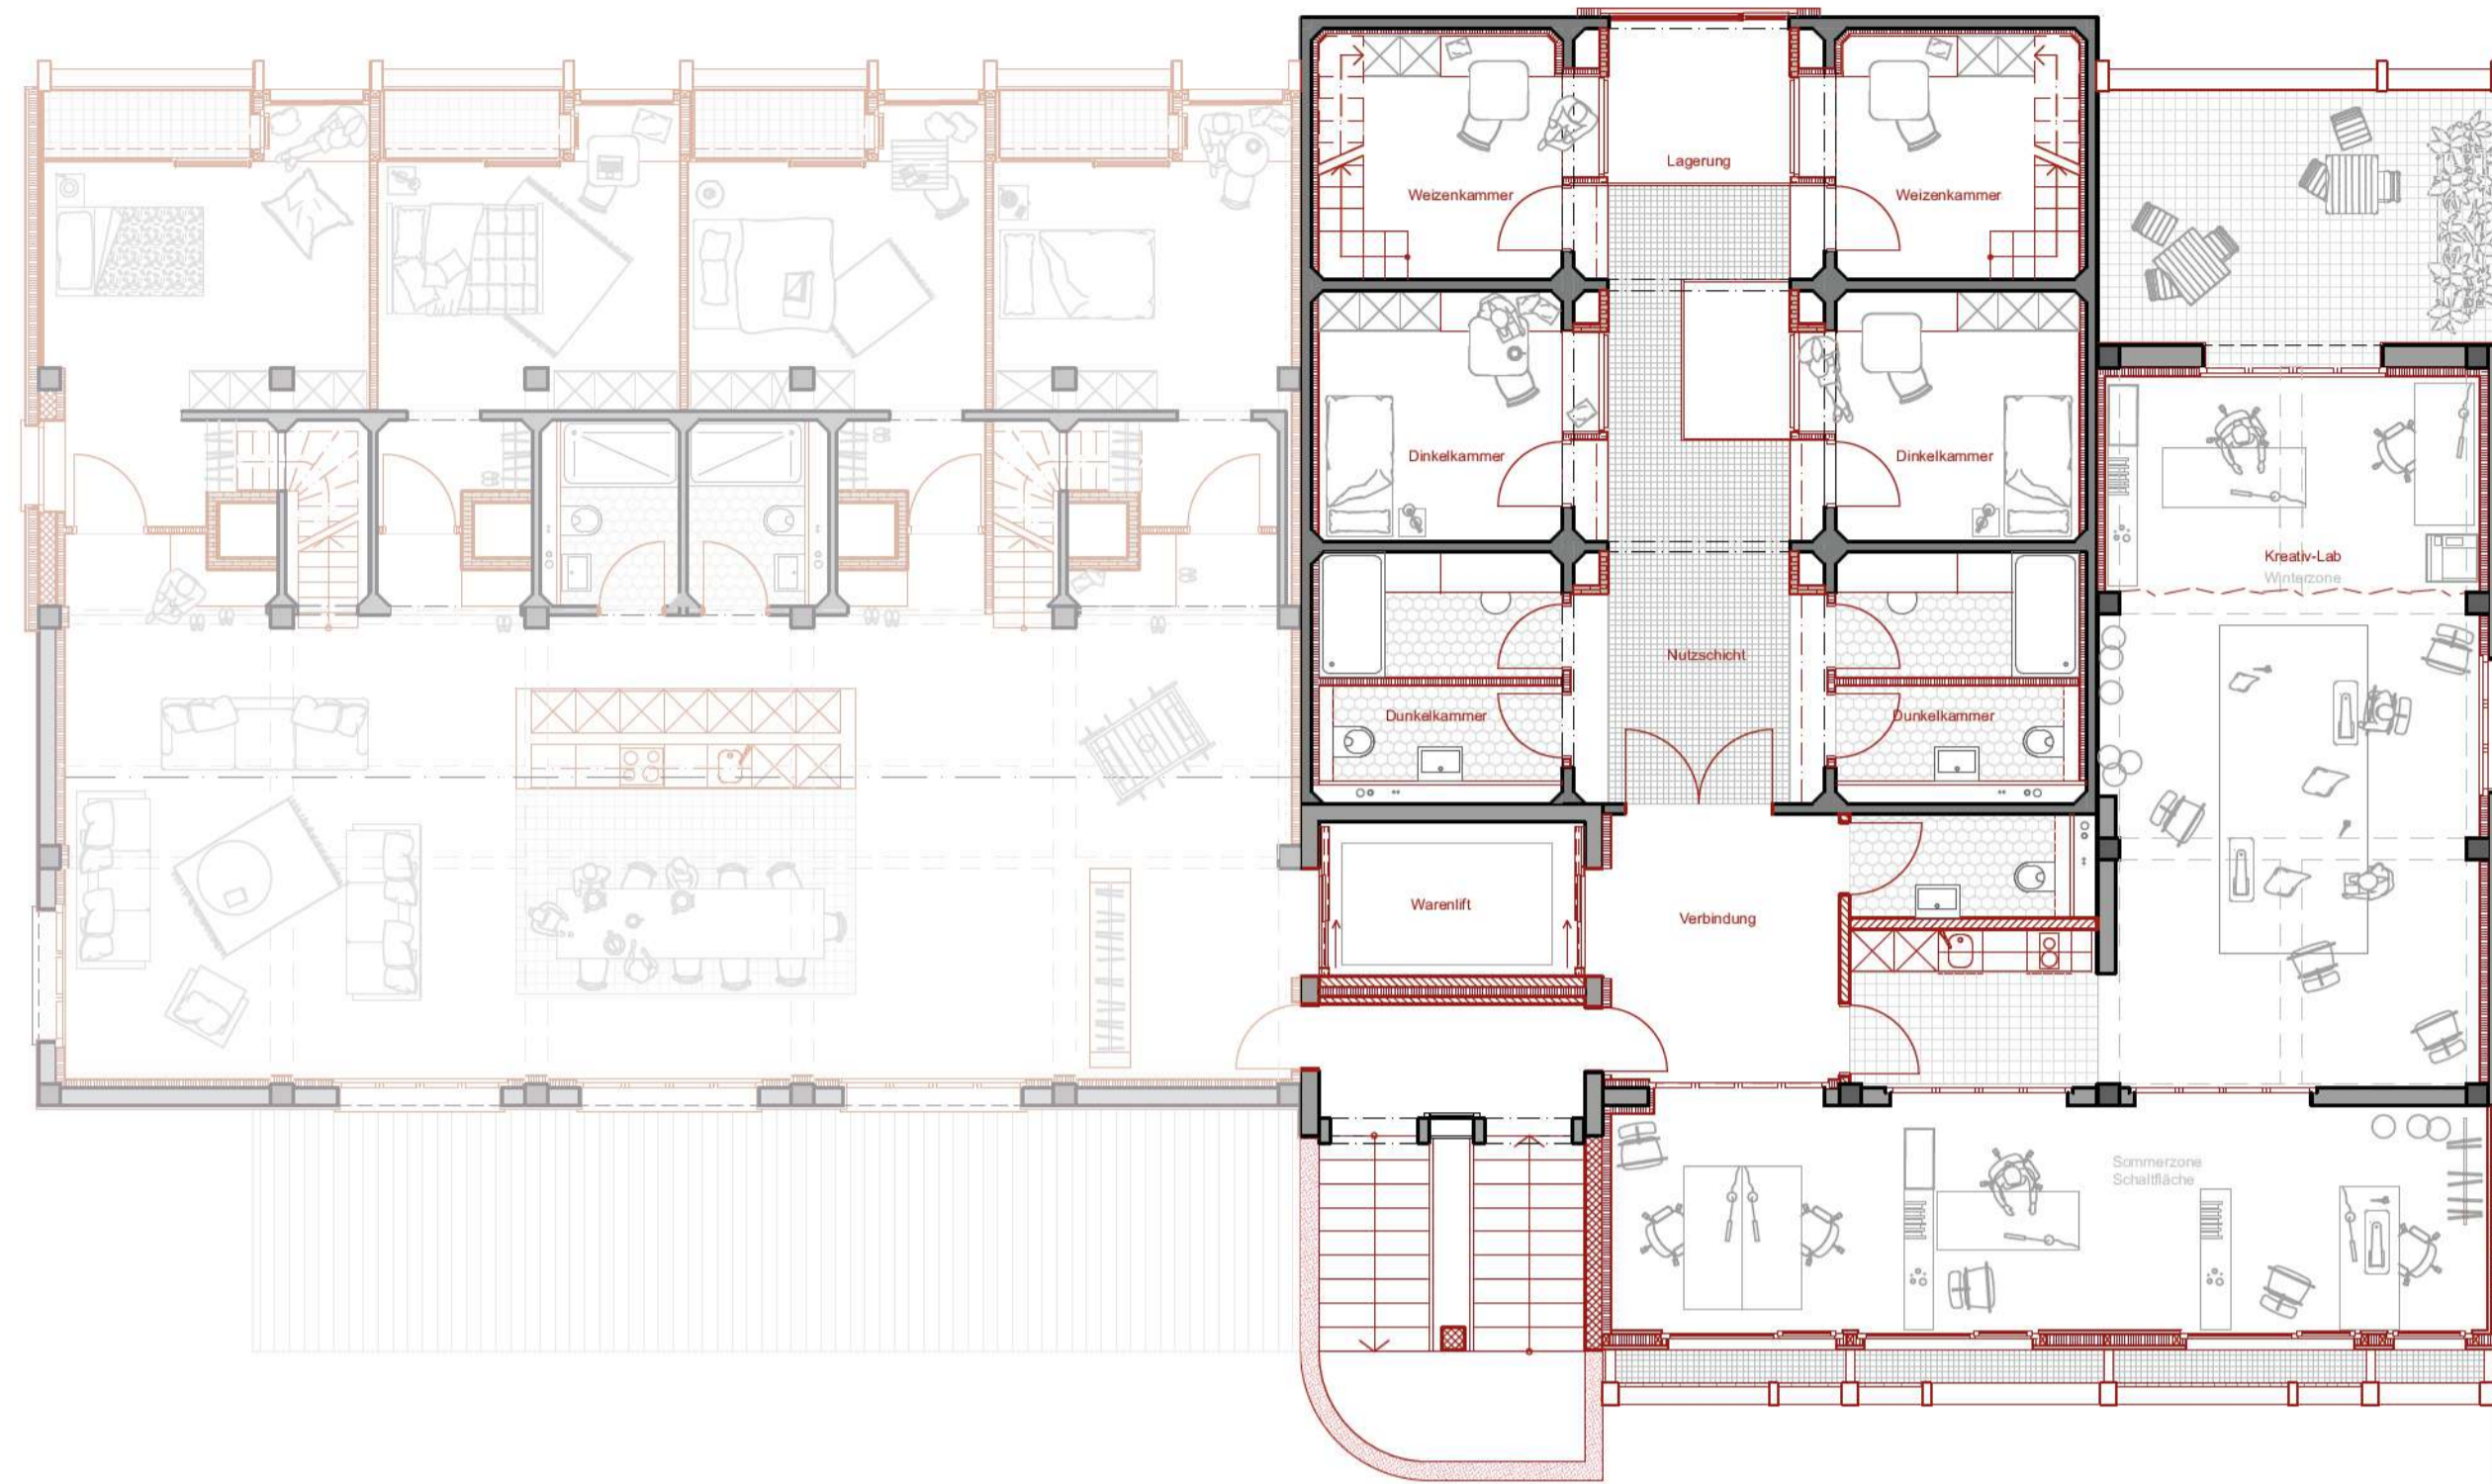 Lagerung
Weizenkammer
Weizenkammer
Dinkelkammer
Dinkelkammer
Kreativ-Lab
Winterzone
Nutzschicht
Dunkelkammer
Dunkelkammer
Warenlift
Verbindung
Sommerzone
Schaltfläche